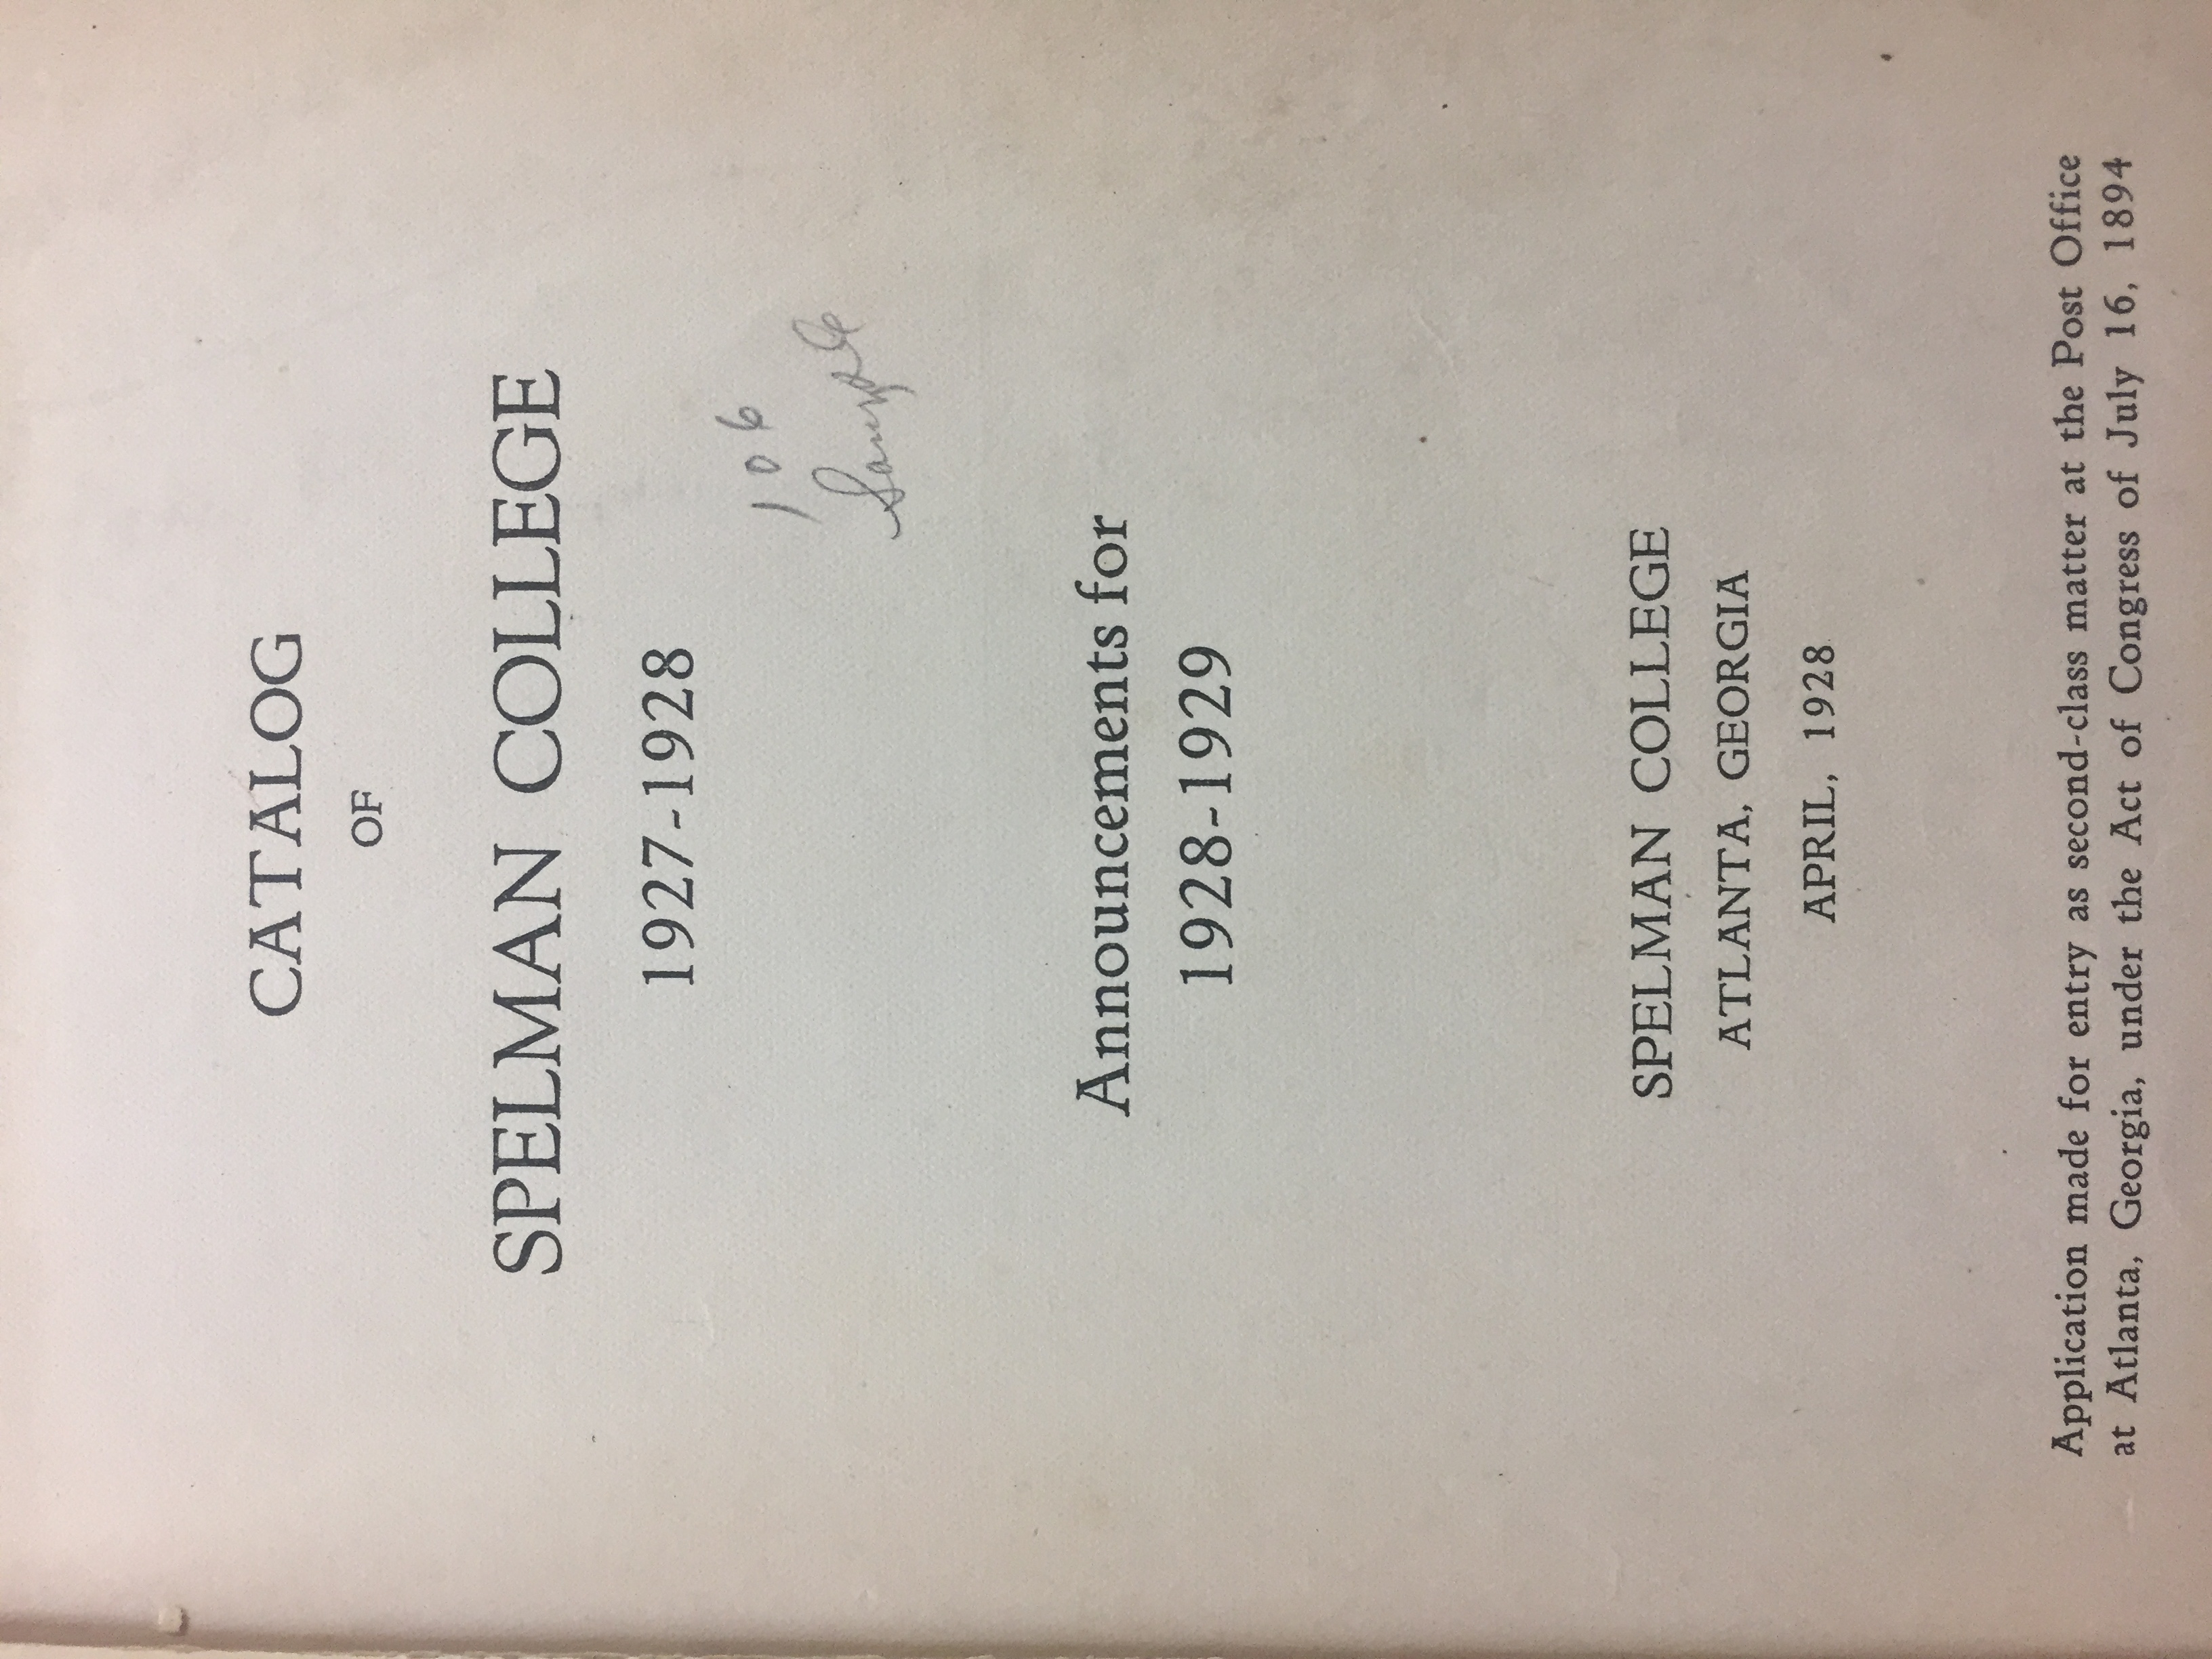 CATALOG
OF
SPELMAN COLLEGE
1927-1928
106
Sample
Announcements for
1928-1929
SPELMAN COLLEGE
ATLANTA, GEORGIA
APRIL, 1928
Application made for entry as second-class matter at the Post Office
at Atlanta, Georgia, under the Act of Congress of July 16, 1894